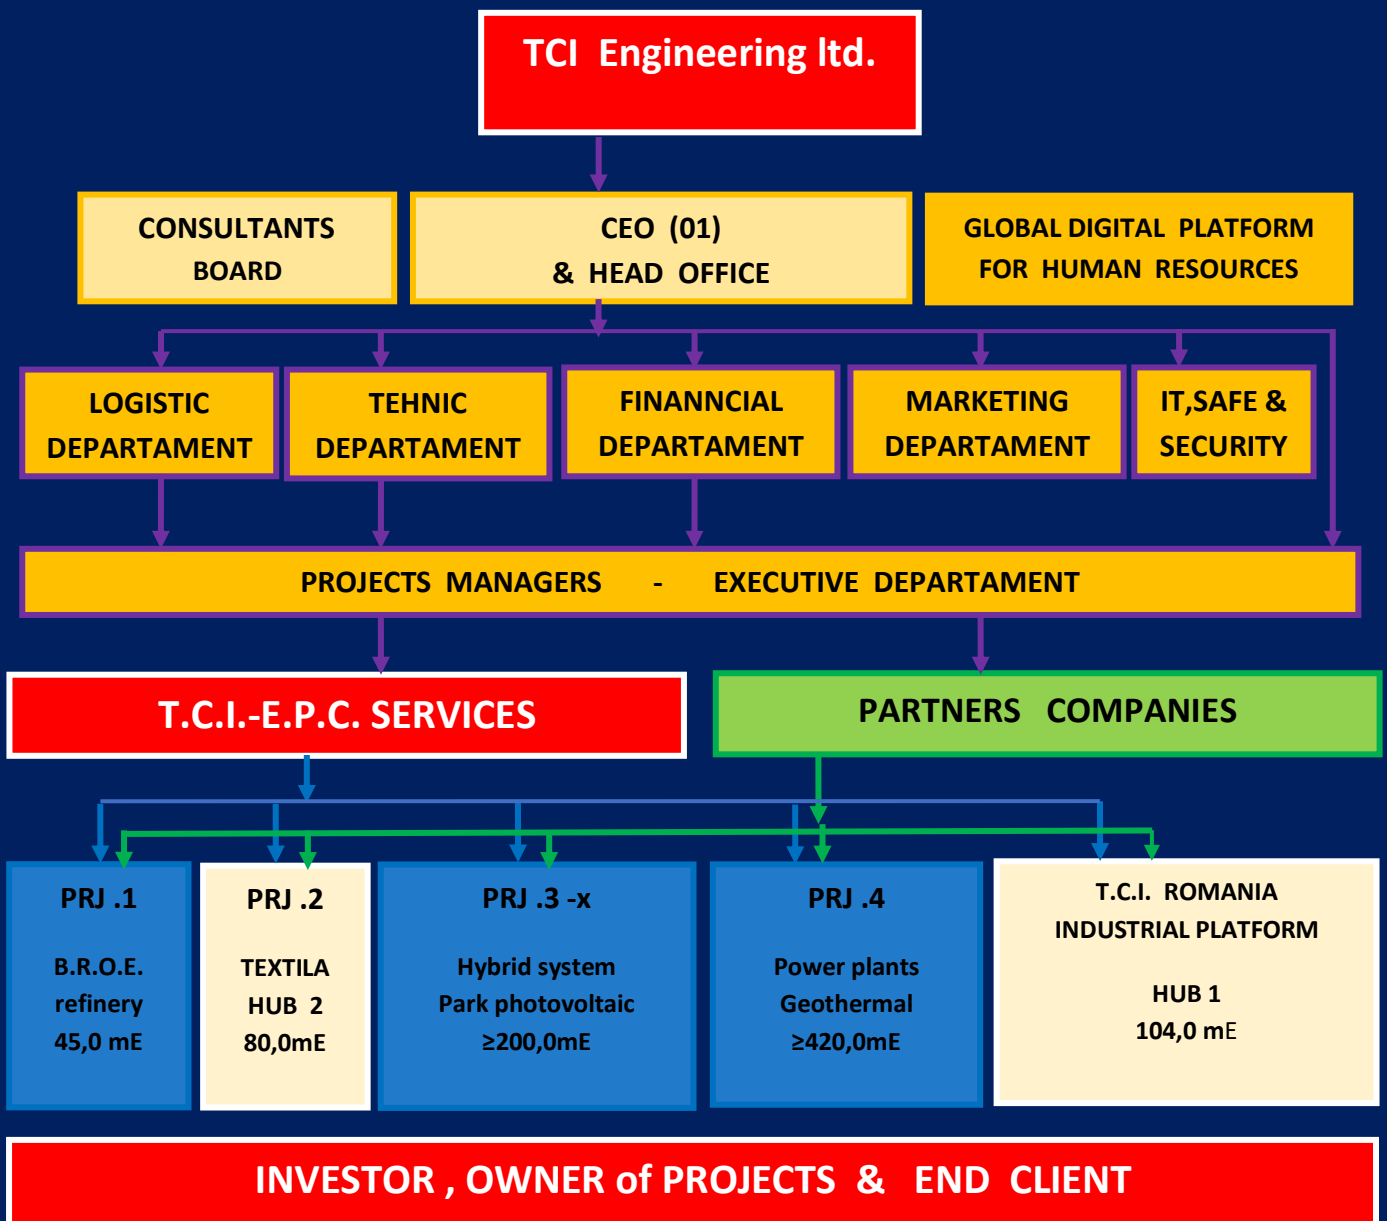 TCI Engineering ltd.
CONSULTANTS
BOARD
CEO (01)
& HEAD OFFICE
GLOBAL DIGITAL PLATFORM
FOR HUMAN RESOURCES
LOGISTIC
DEPARTAMENT
TEHNIC
DEPARTAMENT
FINANNCIAL
DEPARTAMENT
MARKETING
DEPARTAMENT
IT,SAFE &
SECURITY
PROJECTS MANAGERS - EXECUTIVE DEPARTAMENT
T.C.I.-E.P.C. SERVICES
PARTNERS COMPANIES
PRJ .1
B.R.O.E.
refinery
45,0 mE
PRJ .2
TEXTILA
HUB 2
80,0mE
PRJ .3 -x
Hybrid system
Park photovoltaic
≥200,0mE
PRJ .4
Power plants
Geothermal
≥420,0mE
T.C.I. ROMANIA
INDUSTRIAL PLATFORM
HUB 1
104,0 mE
INVESTOR , OWNER of PROJECTS & END CLIENT